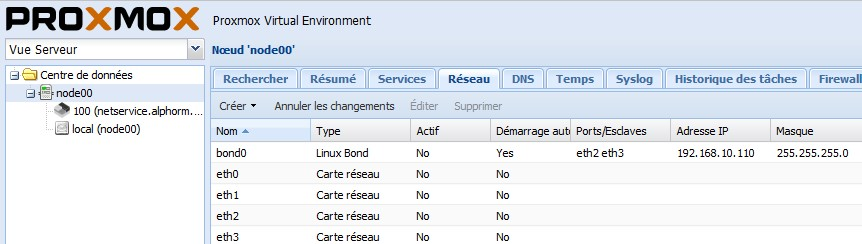 PROXMOX Proxmox Virtual Environment
Vue Serveur
Nœud 'node00'
Centre de données
node00
100 (netservice.alphorm....
local (node00)
Rechercher Résumé Services Réseau DNS Temps Syslog Historique des tâches Firewall
Créer Annuler les changements Éditer Supprimer
Nom Type Actif Démarrage auto Ports/Esclaves Adresse IP Masque
bond0 Linux Bond No Yes eth2 eth3 192.168.10.110 255.255.255.0
eth0 Carte réseau No No
eth1 Carte réseau No No
eth2 Carte réseau No No
eth3 Carte réseau No No